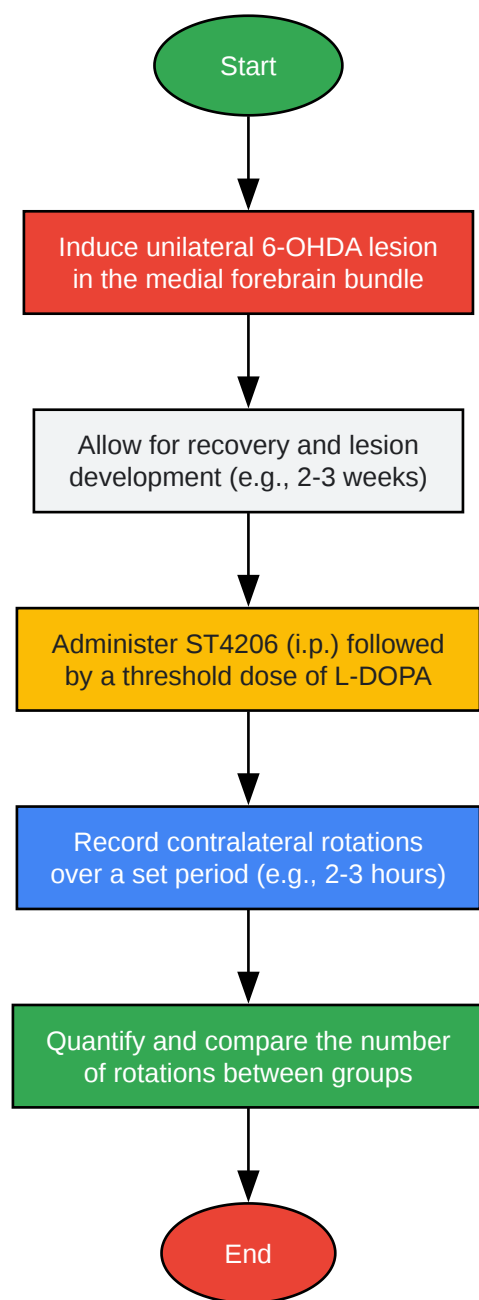 Start
Induce unilateral 6-OHDA lesion
in the medial forebrain bundle
Allow for recovery and lesion
development (e.g., 2-3 weeks)
Administer ST4206 (i.p.) followed
by a threshold dose of L-DOPA
Record contralateral rotations
over a set period (e.g., 2-3 hours)
Quantify and compare the number
of rotations between groups
End